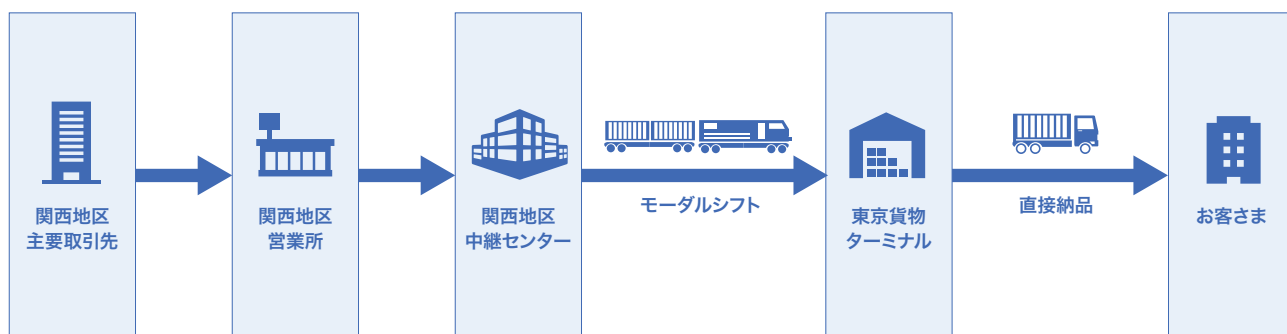 関西地区
主要取引先
関西地区
営業所
関西地区
中継センター
モーダルシフト
東京貨物
ターミナル
直接納品
お客さま